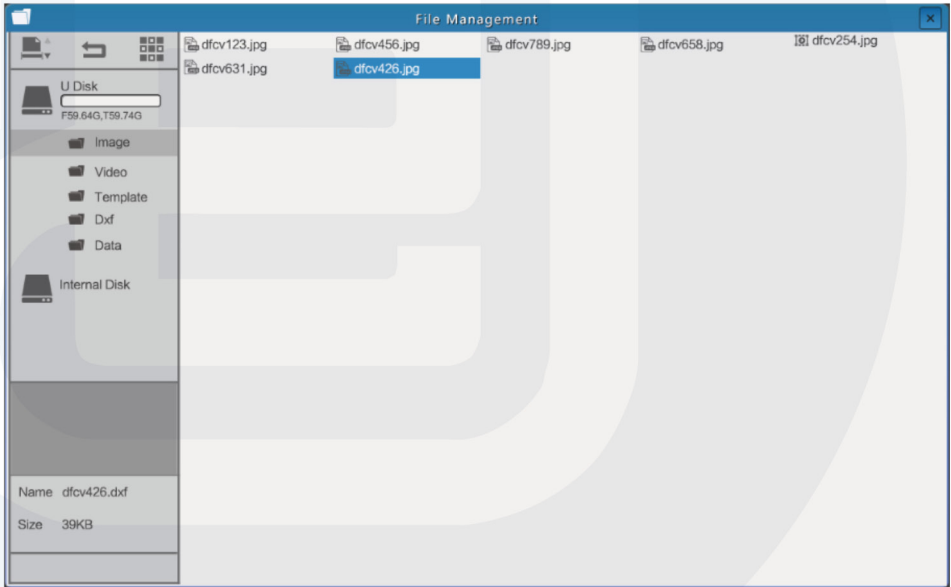 File Management
dfcv123.jpg dfcv456.jpg dfcv789.jpg dfcv658.jpg dfcv254.jpg
dfcv631.jpg dfcv426.jpg
U Disk
F59.64G,T59.74G
Image
Video
Template
Dxf
Data
Internal Disk
Name dfcv426.dxf
Size 39KB